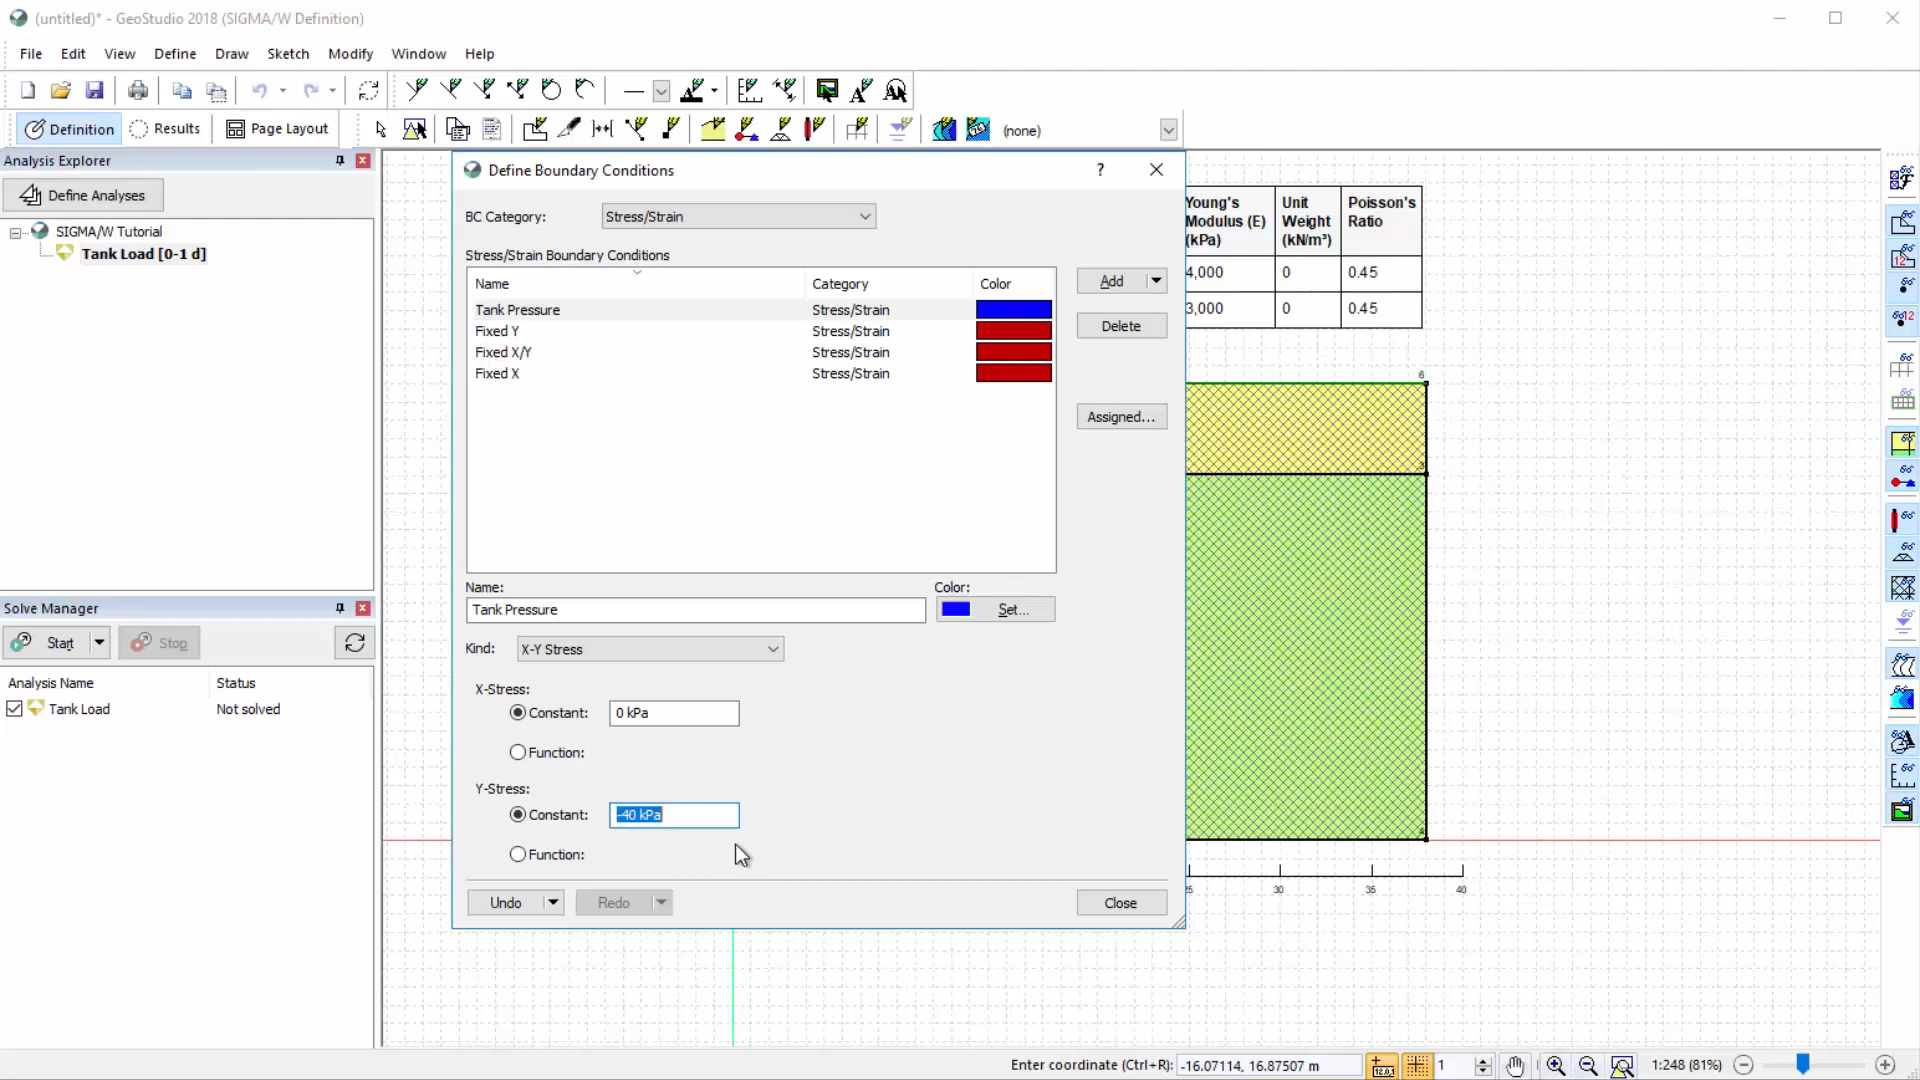 (untitled)* - GeoStudio 2018 (SIGMA/W Definition)
File Edit View Define Draw Sketch Modify Window Help
Definition Results Page Layout (none)
Analysis Explorer
Define Analyses
SIGMA/W Tutorial
Tank Load [0-1 d]
Solve Manager
Start Stop
Analysis Name Status
Tank Load Not solved
Define Boundary Conditions ?
BC Category: Stress/Strain
Stress/Strain Boundary Conditions
Name Category Color
Tank Pressure Stress/Strain
Fixed Y Stress/Strain
Fixed X/Y Stress/Strain
Fixed X Stress/Strain
Add
Delete
Assigned...
Name: Color:
Tank Pressure Set...
Kind: X-Y Stress
X-Stress:
Constant: 0 kPa
Function:
Y-Stress:
Constant: -40 kPa
Function:
Undo Redo Close
Young's Unit Poisson's
Modulus (E) Weight Ratio
(kPa) (kN/m³)
4,000 0 0.45
3,000 0 0.45
6
3
4
30 35 40
Enter coordinate (Ctrl+R): -16.07114, 16.87507 m 1 1:248 (81%)